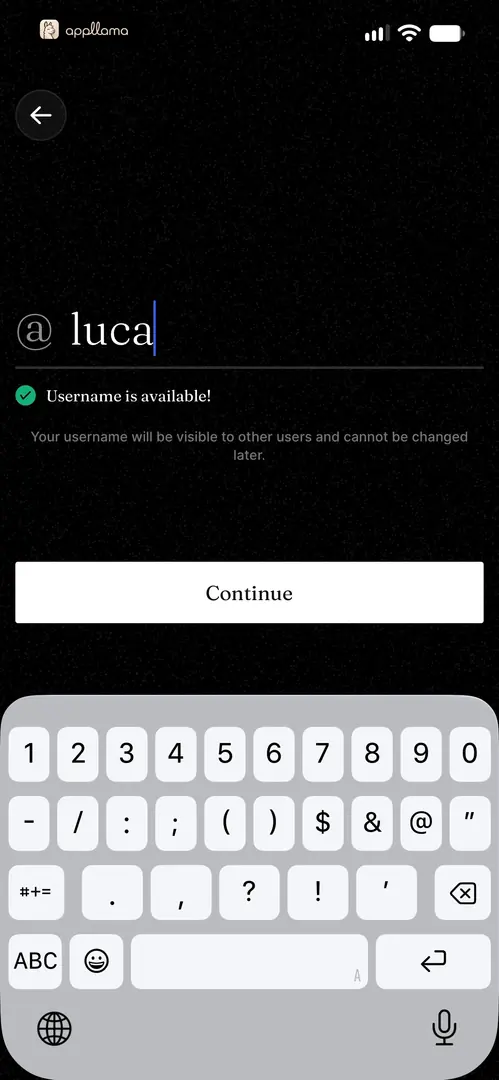 appllama
@ luca
Username is available!
Your username will be visible to other users and cannot be changed
later.
Continue
1 2 3 4 5 6 7 8 9 0
- / : ; ( ) $ & @ "
#+= . , ? ! '
ABC A